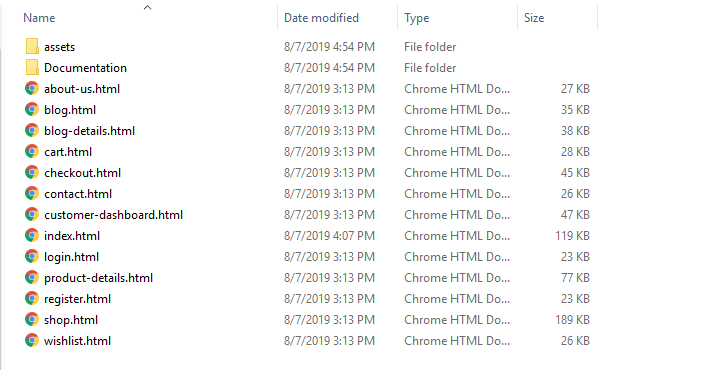 Name Date modified Type Size
assets 8/7/2019 4:54 PM File folder
Documentation 8/7/2019 4:54 PM File folder
about-us.html 8/7/2019 3:13 PM Chrome HTML Do... 27 KB
blog.html 8/7/2019 3:13 PM Chrome HTML Do... 35 KB
blog-details.html 8/7/2019 3:13 PM Chrome HTML Do... 38 KB
cart.html 8/7/2019 3:13 PM Chrome HTML Do... 28 KB
checkout.html 8/7/2019 3:13 PM Chrome HTML Do... 45 KB
contact.html 8/7/2019 3:13 PM Chrome HTML Do... 26 KB
customer-dashboard.html 8/7/2019 3:13 PM Chrome HTML Do... 47 KB
index.html 8/7/2019 4:07 PM Chrome HTML Do... 119 KB
login.html 8/7/2019 3:13 PM Chrome HTML Do... 23 KB
product-details.html 8/7/2019 3:13 PM Chrome HTML Do... 77 KB
register.html 8/7/2019 3:13 PM Chrome HTML Do... 23 KB
shop.html 8/7/2019 3:13 PM Chrome HTML Do... 189 KB
wishlist.html 8/7/2019 3:13 PM Chrome HTML Do... 26 KB